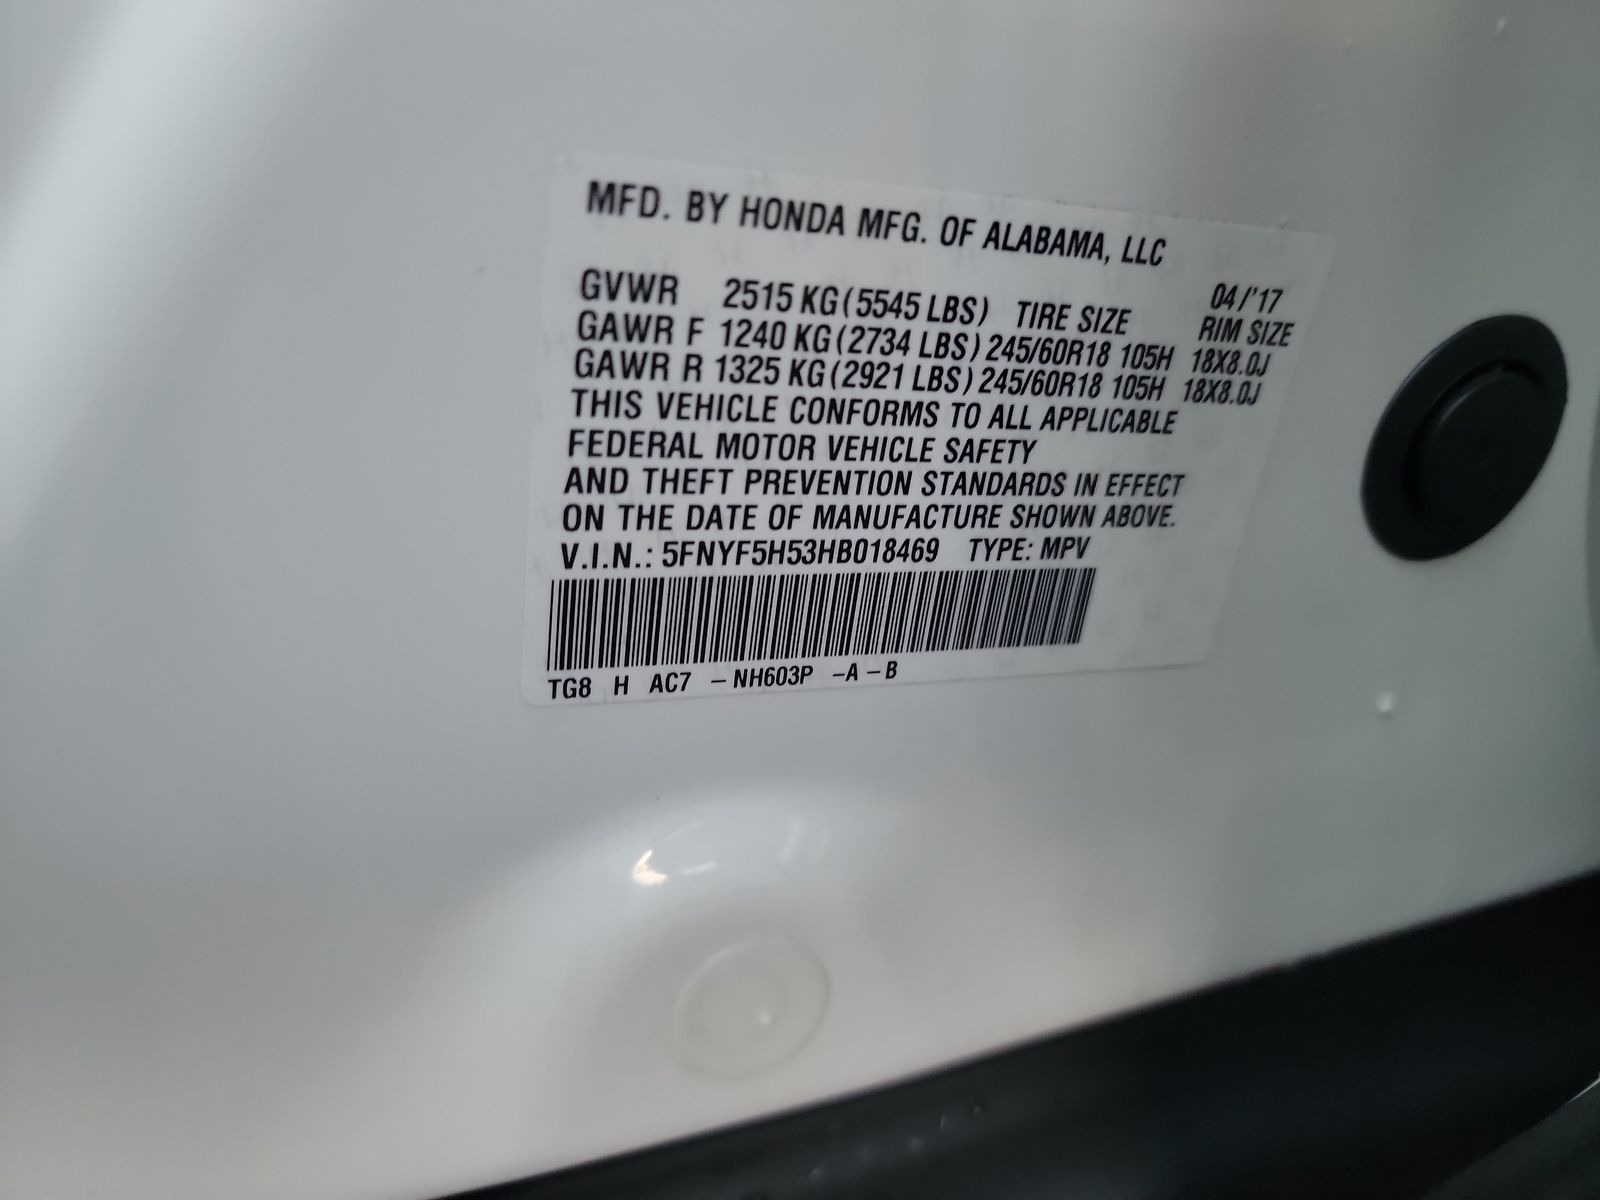 MFD. BY HONDA MFG. OF ALABAMA, LLC
04/'17
GVWR 2515 KG (5545 LBS) TIRE SIZE RIM SIZE
GAWR F 1240 KG (2734 LBS) 245/60R18 105H 18X8.0J
GAWR R 1325 KG (2921 LBS) 245/60R18 105H 18X8.0J
THIS VEHICLE CONFORMS TO ALL APPLICABLE
FEDERAL MOTOR VEHICLE SAFETY
AND THEFT PREVENTION STANDARDS IN EFFECT
ON THE DATE OF MANUFACTURE SHOWN ABOVE.
V.I.N.: 5FNYF5H53HB018469 TYPE: MPV
TG8 H AC7 –NH603P –A –B